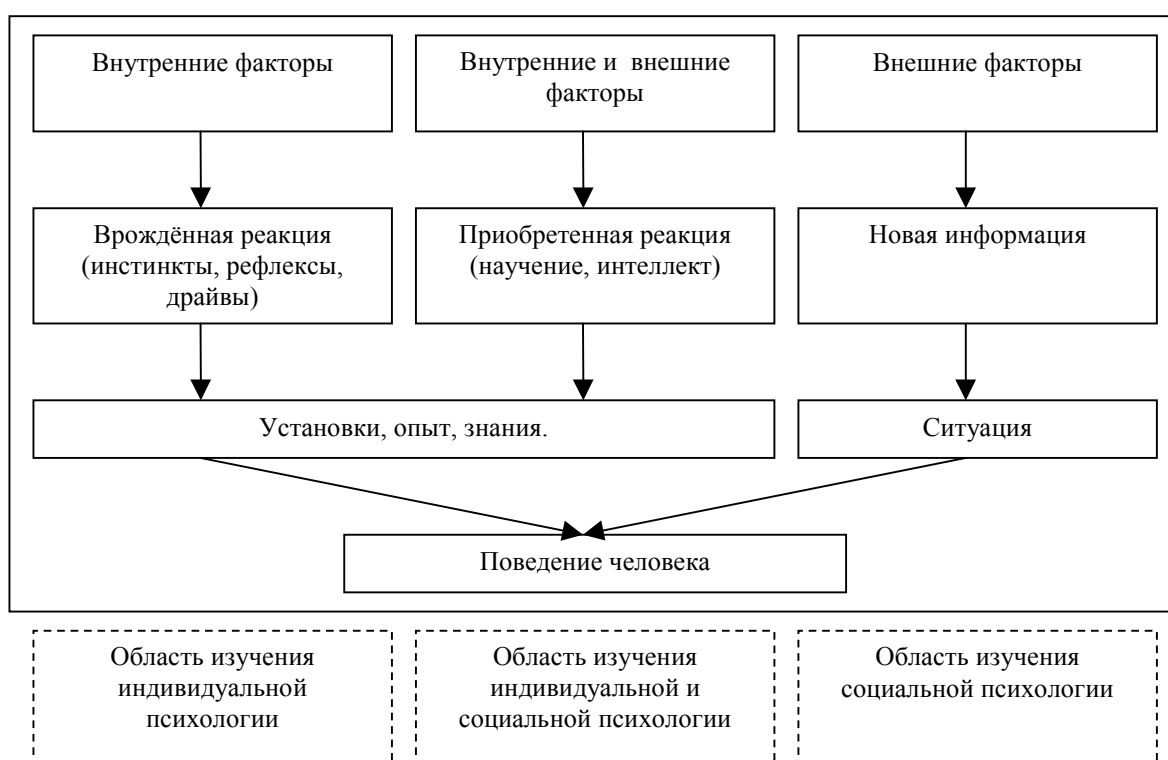 Внутренние факторы
Внутренние и внешние
факторы
Внешние факторы
Врождённая реакция
(инстинкты, рефлексы,
драйвы)
Приобретенная реакция
(научение, интеллект)
Новая информация
Установки, опыт, знания.
Ситуация
Поведение человека
Область изучения
индивидуальной
психологии
Область изучения
индивидуальной и
социальной психологии
Область изучения
социальной психологии